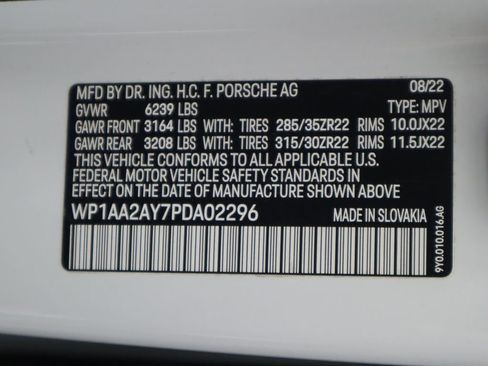 MFD BY DR. ING. H.C. F. PORSCHE AG 08/22
GVWR 6239 LBS TYPE: MPV
GAWR FRONT 3164 LBS WITH: TIRES 285/35ZR22 RIMS 10.0JX22
GAWR REAR 3208 LBS WITH: TIRES 315/30ZR22 RIMS 11.5JX22
THIS VEHICLE CONFORMS TO ALL APPLICABLE U.S.
FEDERAL MOTOR VEHICLE SAFETY STANDARDS IN
EFFECT ON THE DATE OF MANUFACTURE SHOWN ABOVE
WP1AA2AY7PDA02296 MADE IN SLOVAKIA
9Y0.010.016.AG